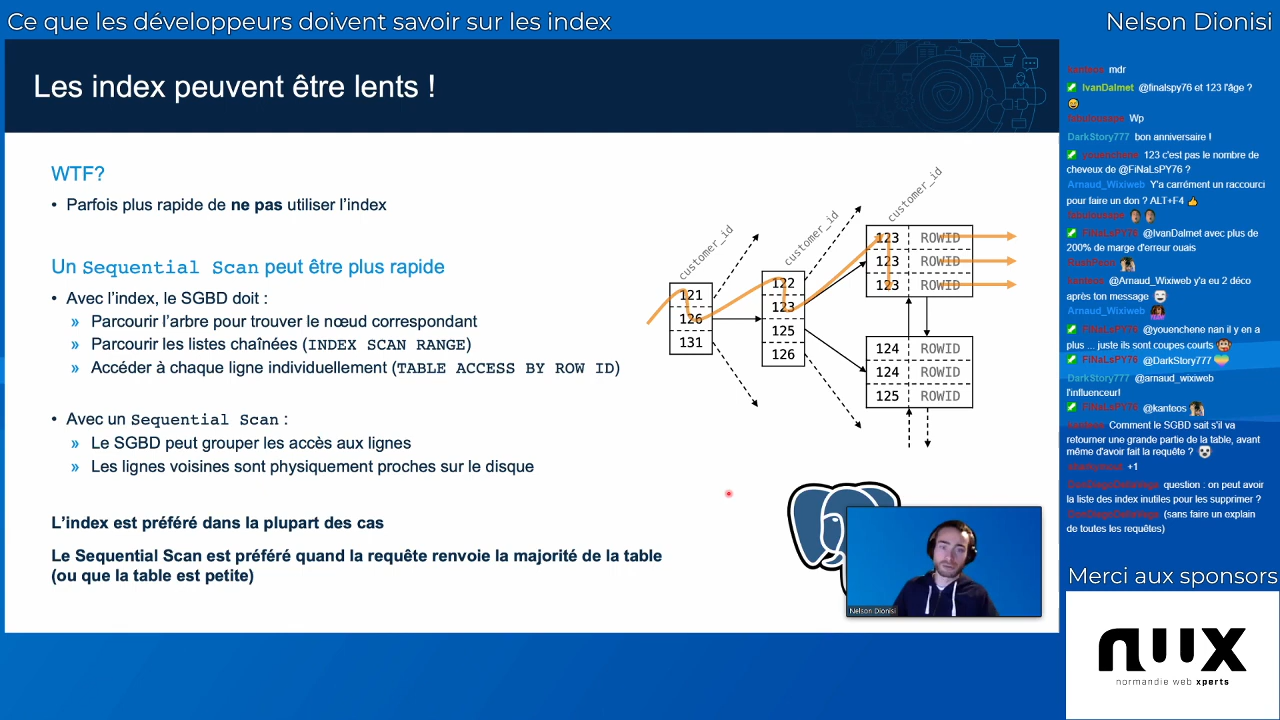 Ce que les développeurs doivent savoir sur les index
Nelson Dionisi
Les index peuvent être lents !
WTF?
• Parfois plus rapide de ne pas utiliser l'index
Un Sequential Scan peut être plus rapide
• Avec l'index, le SGBD doit :
» Parcourir l'arbre pour trouver le nœud correspondant
» Parcourir les listes chaînées (INDEX SCAN RANGE)
» Accéder à chaque ligne individuellement (TABLE ACCESS BY ROW ID)
• Avec un Sequential Scan :
» Le SGBD peut grouper les accès aux lignes
» Les lignes voisines sont physiquement proches sur le disque
L'index est préféré dans la plupart des cas
Le Sequential Scan est préféré quand la requête renvoie la majorité de la table
(ou que la table est petite)
customer_id
121
126
131
customer_id
122
123
125
126
customer_id
123 ROWID
123 ROWID
123 ROWID
124 ROWID
124 ROWID
125 ROWID
Nelson Dionisi
kanteos mdr
IvanDalmet @finalspy76 et 123 l'âge ?
Wp
DarkStory777 bon anniversaire !
youenchene 123 c'est pas le nombre de
cheveux de @FiNaLsPY76 ?
Arnaud_Wixiweb Y'a carrément un raccourci
pour faire un don ? ALT+F4
FiNaLsPY76 @IvanDalmet avec plus de
200% de marge d'erreur ouais
kanteos @Arnaud_Wixiweb y'a eu 2 déco
après ton message
Arnaud_Wixiweb
FiNaLsPY76 @youenchene nan il y en a
plus ... juste ils sont coupes courts
FiNaLsPY76 @DarkStory777
DarkStory777 @arnaud_wixiweb
l'influenceur!
FiNaLsPY76 @kanteos
kanteos Comment le SGBD sait s'il va
retourner une grande partie de la table, avant
même d'avoir fait la requête ?
+1
DonDiegoDelaVega question : on peut avoir
la liste des index inutiles pour les supprimer ?
DonDiegoDelaVega (sans faire un explain
de toutes les requêtes)
Merci aux sponsors
nwx
normandie web xperts